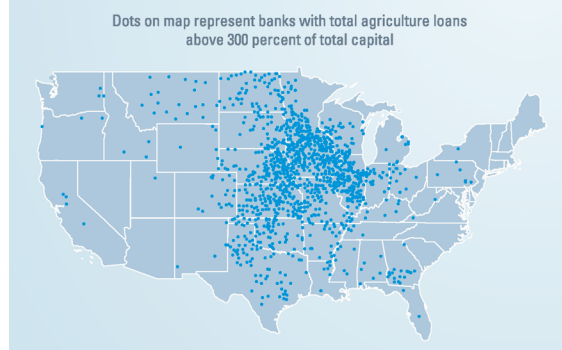 Dots on map represent banks with total agriculture loans
above 300 percent of total capital